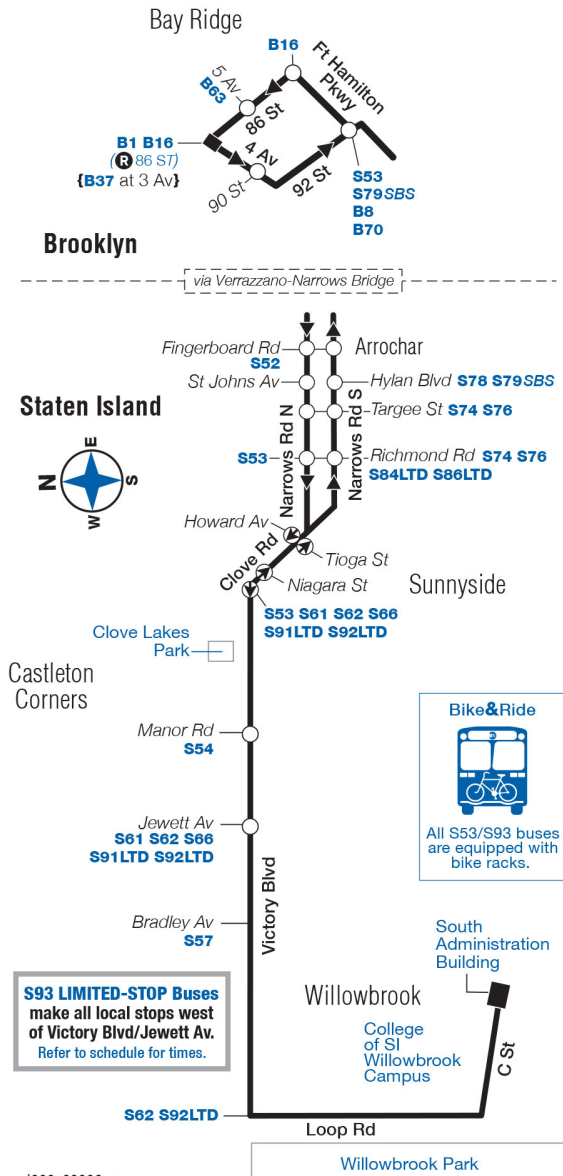 Bay Ridge
B16
Ft Hamilton
Pkwy
5 Av
B63
86 St
B1 B16
(R 86 ST)
{B37 at 3 Av}
4 Av
90 St
92 St
S53
S79SBS
B8
B70
Brooklyn
via Verrazzano-Narrows Bridge
Fingerboard Rd
S52
Arrochar
St Johns Av
Hylan Blvd S78 S79SBS
Staten Island
Targee St S74 S76
Narrows Rd N
Narrows Rd S
S53
Richmond Rd S74 S76
S84LTD S86LTD
E
N
S
W
Howard Av
Clove Rd
Tioga St
Niagara St
Sunnyside
S53 S61 S62 S66
S91LTD S92LTD
Clove Lakes
Park
Castleton
Corners
Manor Rd
S54
Bike&Ride
All S53/S93 buses
are equipped with
bike racks.
Jewett Av
S61 S62 S66
S91LTD S92LTD
Victory Blvd
Bradley Av
S57
South
Administration
Building
S93 LIMITED-STOP Buses
make all local stops west
of Victory Blvd/Jewett Av.
Refer to schedule for times.
Willowbrook
College
of SI
Willowbrook
Campus
C St
S62 S92LTD
Loop Rd
Willowbrook Park